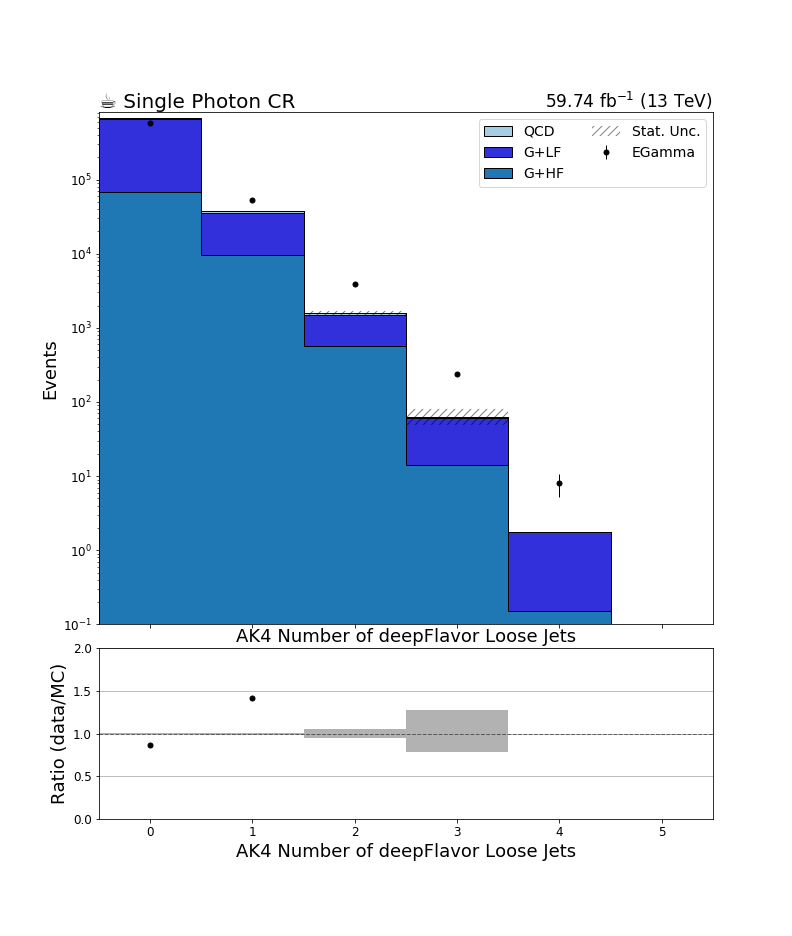 ☕ Single Photon CR
59.74 fb⁻¹ (13 TeV)
QCD
G+LF
G+HF
Stat. Unc.
EGamma
Events
10⁵
10⁴
10³
10²
10¹
10⁰
10⁻¹
AK4 Number of deepFlavor Loose Jets
Ratio (data/MC)
2.0
1.5
1.0
0.5
0.0
0 1 2 3 4 5
AK4 Number of deepFlavor Loose Jets